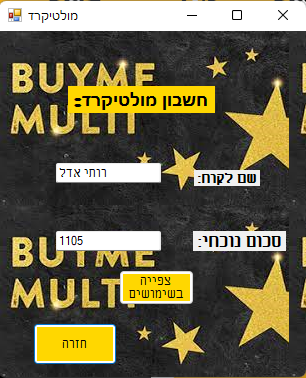 מולטיקרד
BUYME
MULTI
חשבון מולטיקרד:
שם לקוח:
רותי אדל
BUYME
MULTI
סכום נוכחי:
1105
צפייה
בשימושים
חזרה